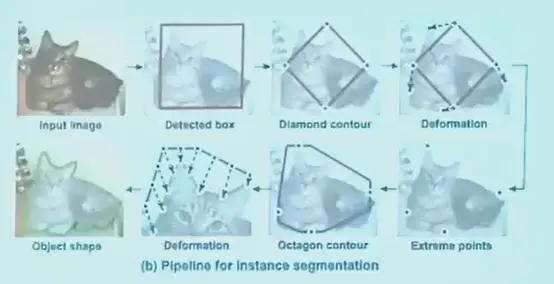 Input image
Detected box
Diamond contour
Deformation
Object shape
Deformation
Octagon contour
Extreme points
(b) Pipeline for instance segmentation